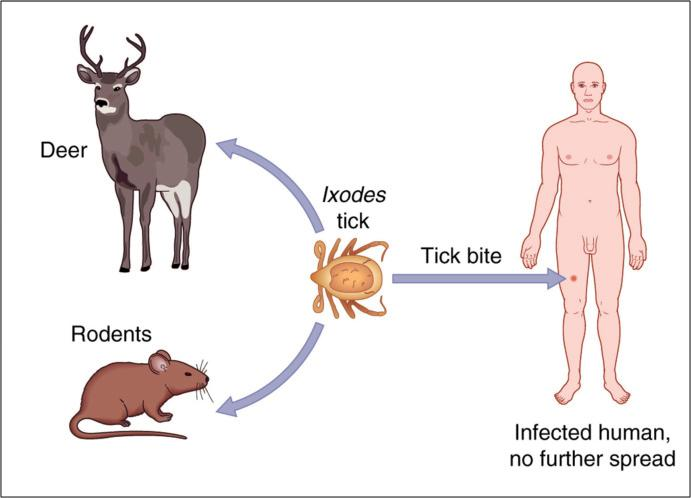 Deer
Ixodes
tick
Tick bite
Rodents
Infected human,
no further spread